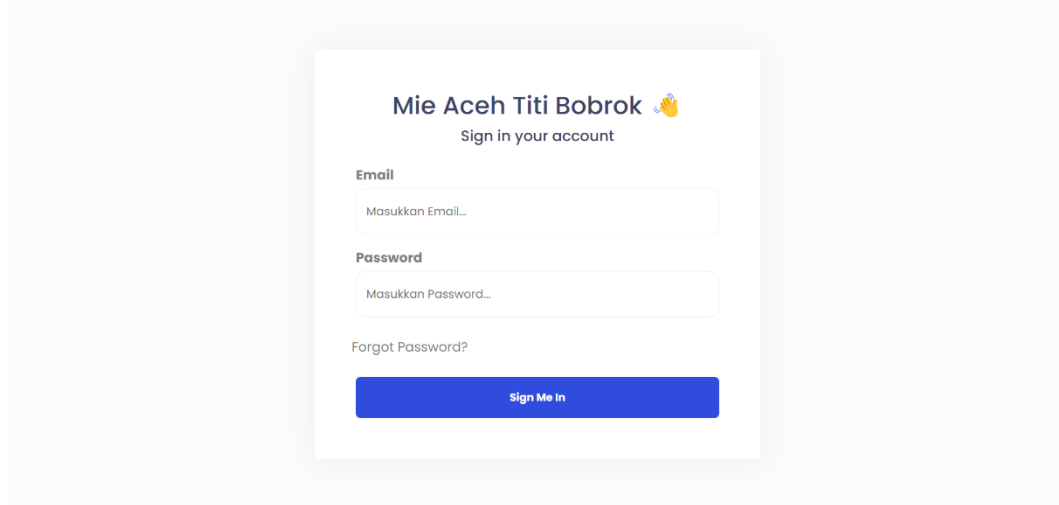 Mie Aceh Titi Bobrok 👋
Sign in your account
Email
Masukkan Email...
Password
Masukkan Password...
Forgot Password?
Sign Me In